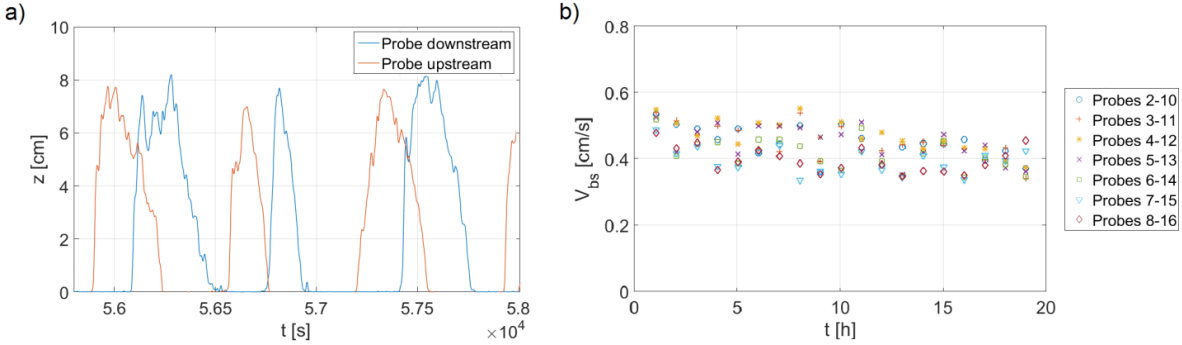 a)
10
8
6
4
2
0
z [cm]
5.6
5.65
5.7
5.75
5.8
t [s]
×10⁴
Probe downstream
Probe upstream
b)
0.8
0.6
0.4
0.2
0
V_bs [cm/s]
0
5
10
15
20
t [h]
Probes 2-10
Probes 3-11
Probes 4-12
Probes 5-13
Probes 6-14
Probes 7-15
Probes 8-16